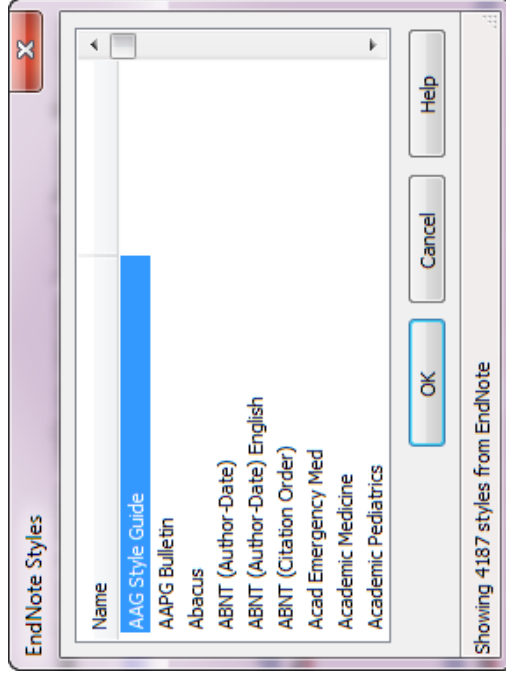 EndNote Styles
Name
AAG Style Guide
AAPG Bulletin
Abacus
ABNT (Author-Date)
ABNT (Author-Date) English
ABNT (Citation Order)
Acad Emergency Med
Academic Medicine
Academic Pediatrics
OK
Cancel
Help
Showing 4187 styles from EndNote